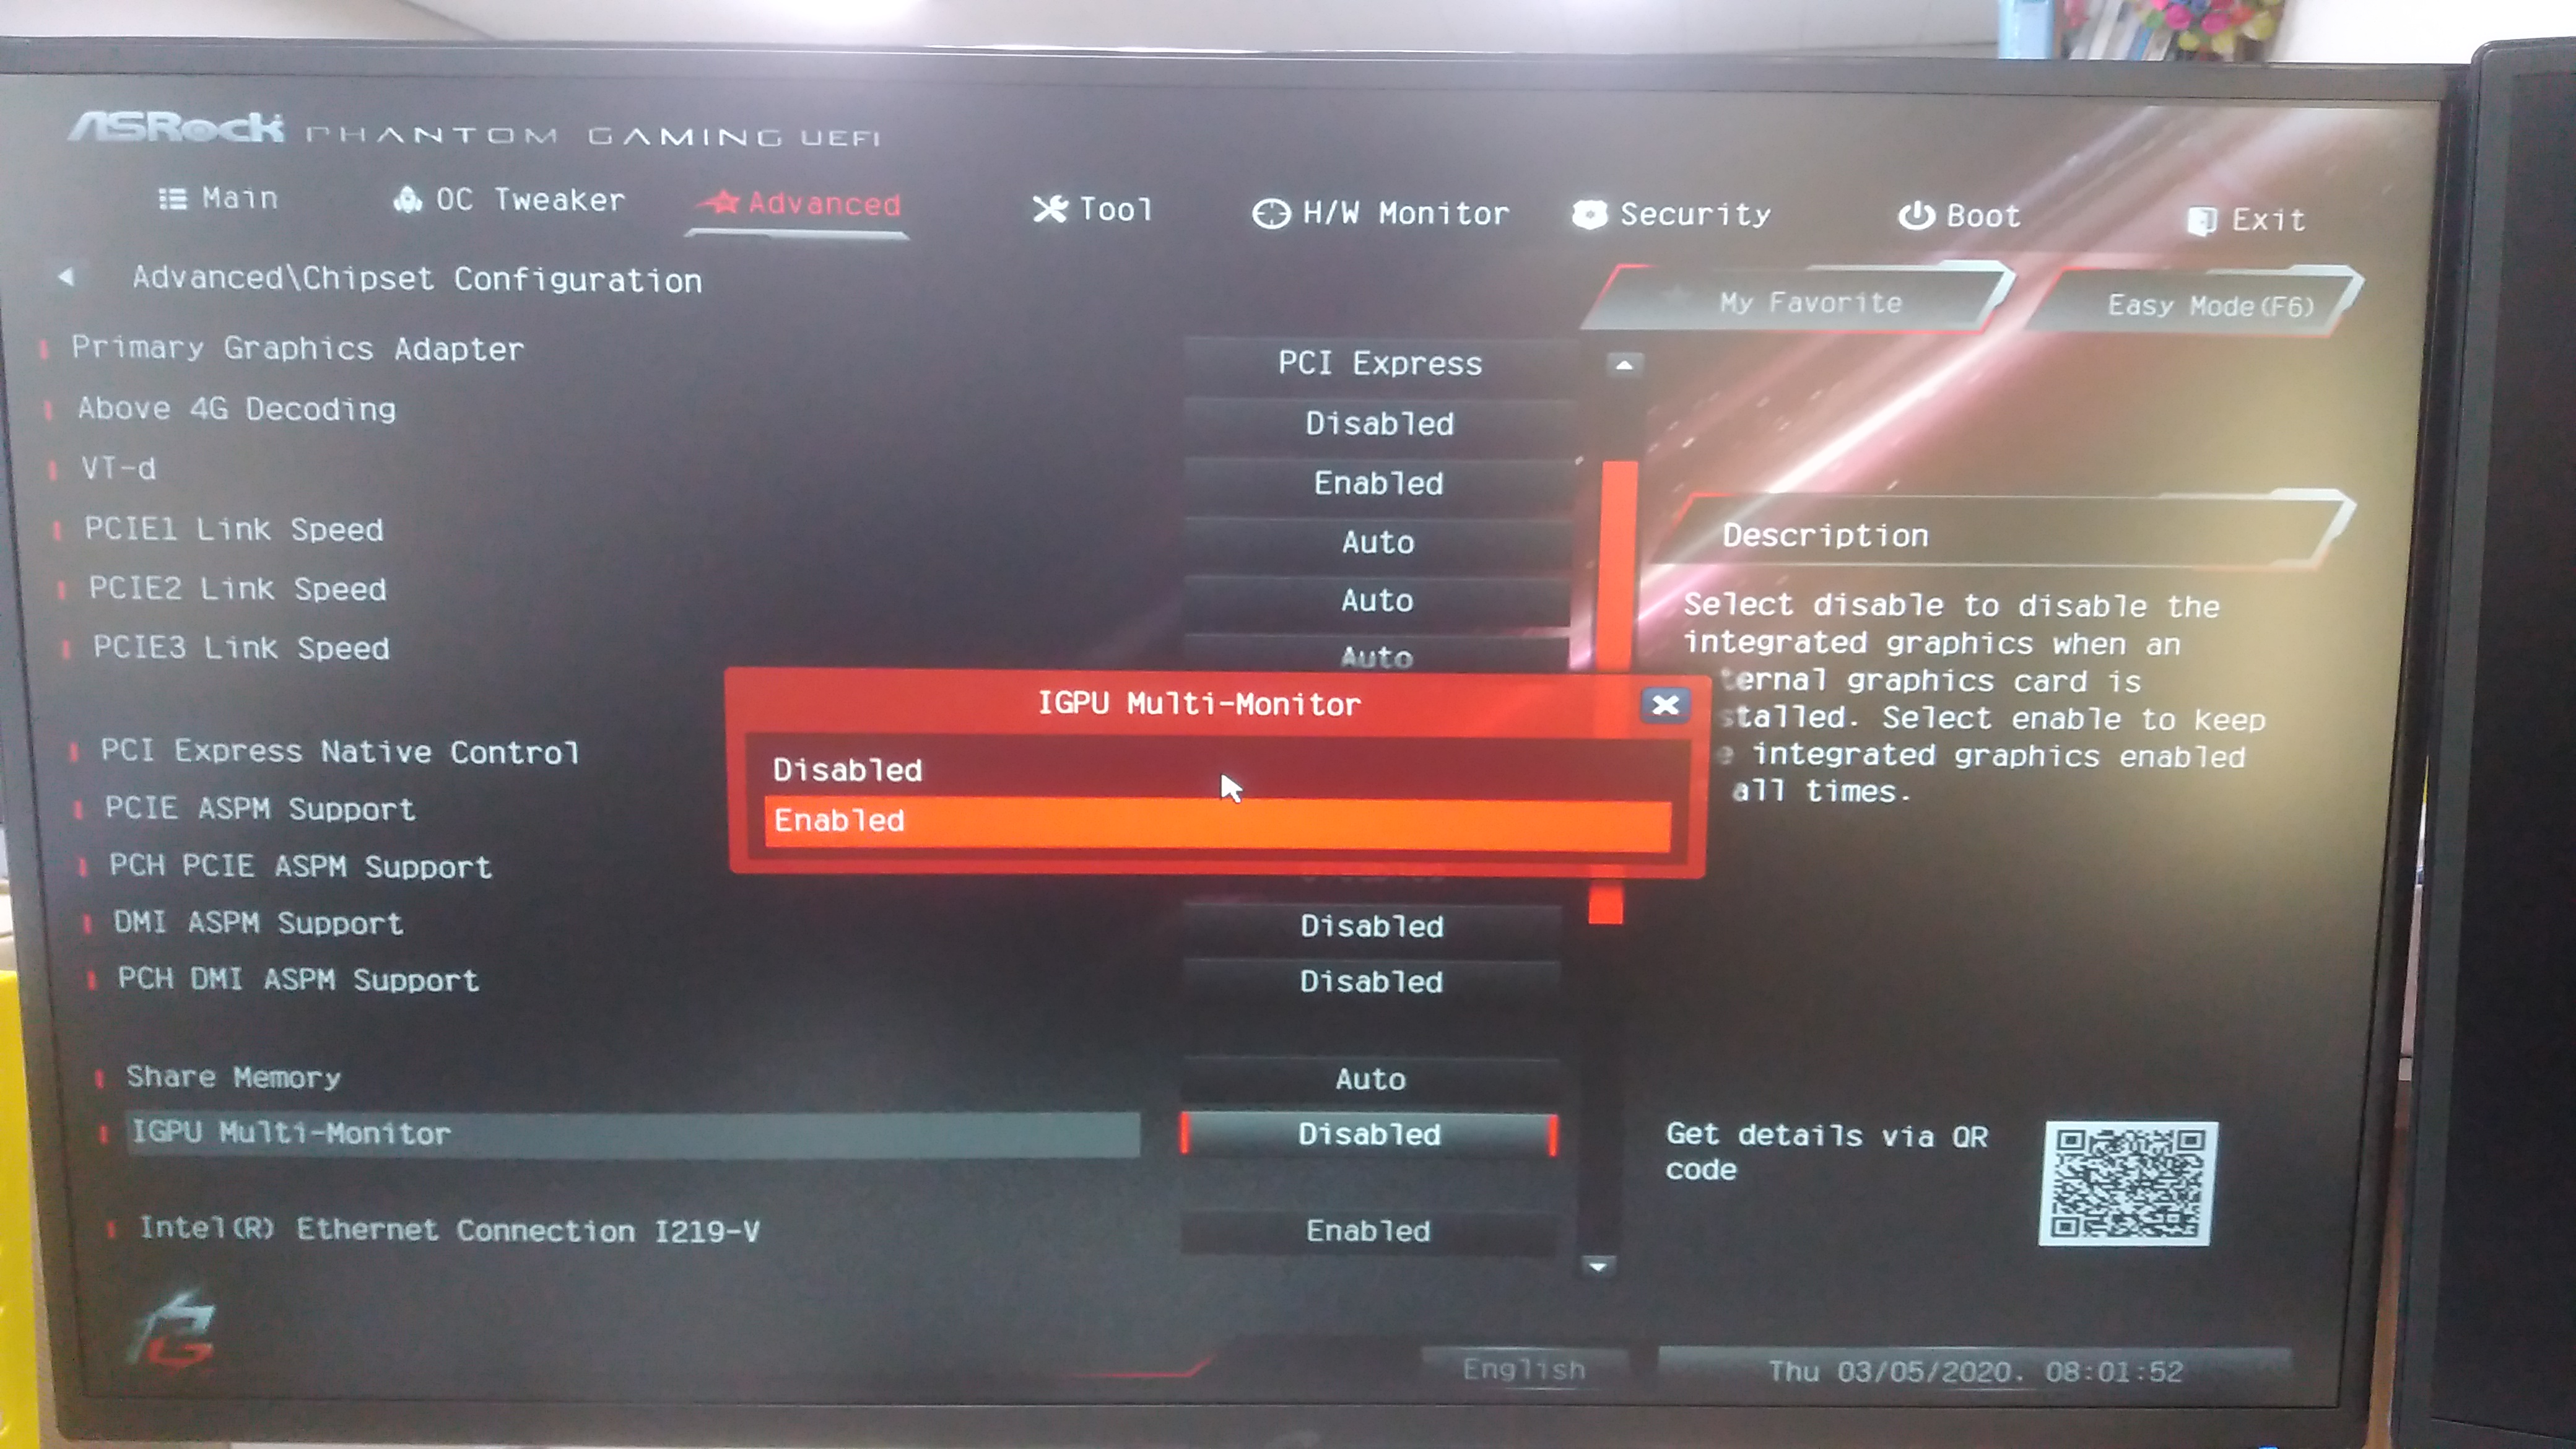 ASRock PHANTOM GAMING UEFI
Main
OC Tweaker
Advanced
Tool
H/W Monitor
Security
Boot
Exit
Advanced\Chipset Configuration
My Favorite
Easy Mode(F6)
Primary Graphics Adapter
PCI Express
Above 4G Decoding
Disabled
VT-d
Enabled
PCIE1 Link Speed
Auto
PCIE2 Link Speed
Auto
PCIE3 Link Speed
Auto
PCI Express Native Control
PCIE ASPM Support
PCH PCIE ASPM Support
DMI ASPM Support
Disabled
PCH DMI ASPM Support
Disabled
Share Memory
Auto
IGPU Multi-Monitor
Disabled
Intel(R) Ethernet Connection I219-V
Enabled
IGPU Multi-Monitor
Disabled
Enabled
Description
Select disable to disable the
integrated graphics when an
ternal graphics card is
stalled. Select enable to keep
e integrated graphics enabled
all times.
Get details via QR
code
English
Thu 03/05/2020. 08:01:52